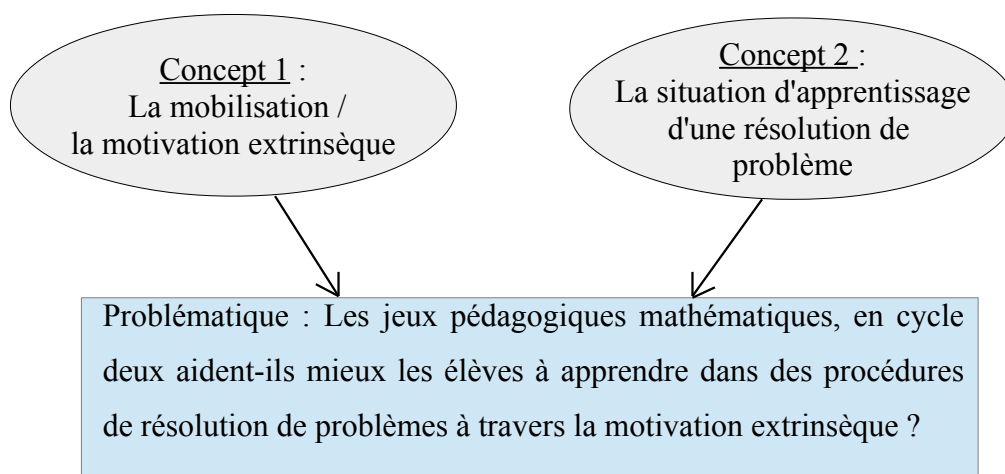 Concept 1 :
La mobilisation /
la motivation extrinsèque
Concept 2 :
La situation d'apprentissage
d'une résolution de
problème
Problématique : Les jeux pédagogiques mathématiques, en cycle
deux aident-ils mieux les élèves à apprendre dans des procédures
de résolution de problèmes à travers la motivation extrinsèque ?